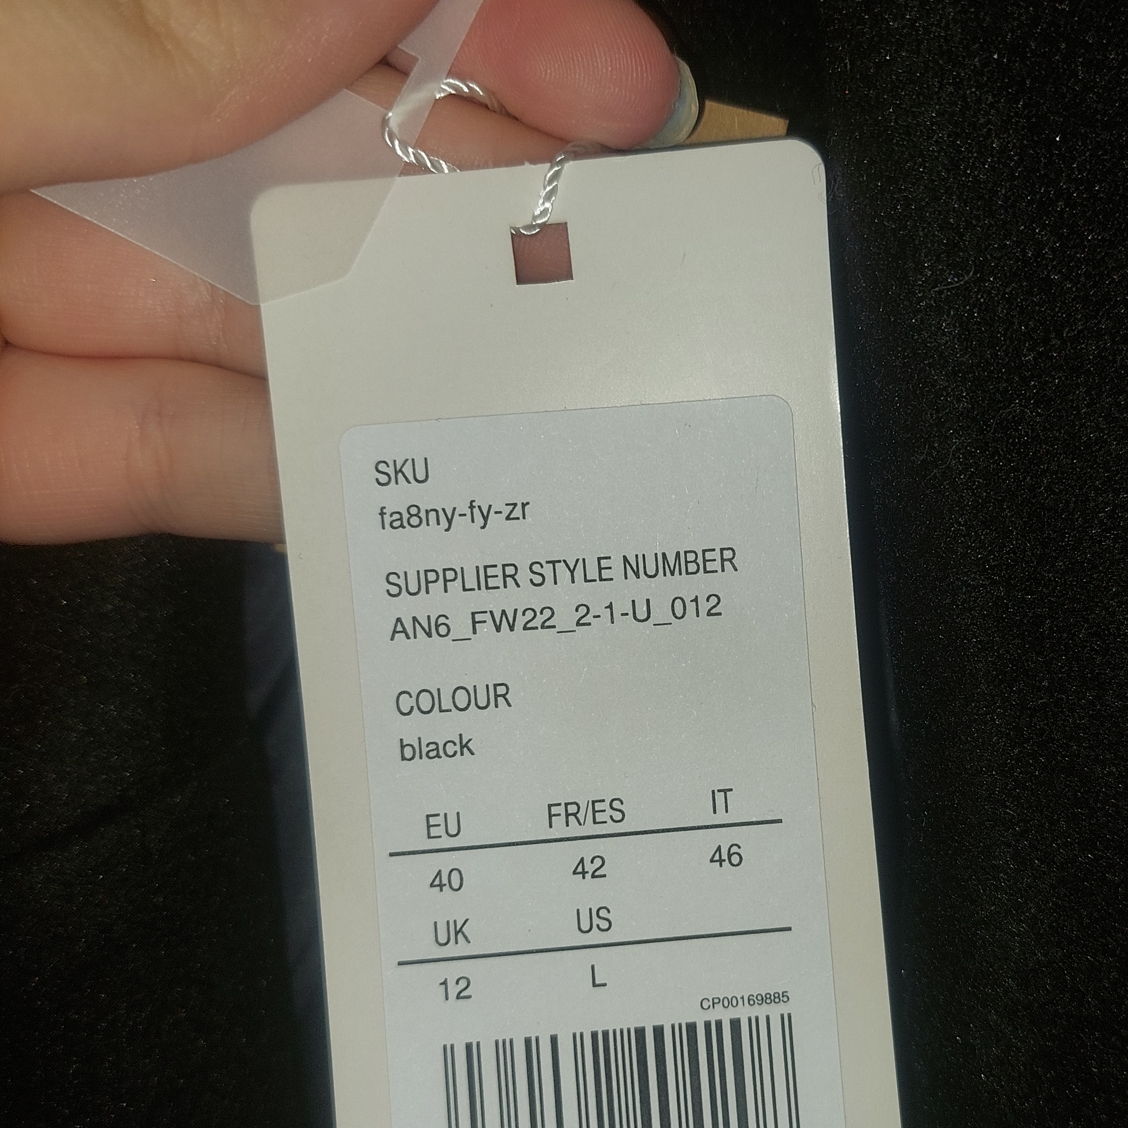 SKU
fa8ny-fy-zr
SUPPLIER STYLE NUMBER
AN6_FW22_2-1-U_012
COLOUR
black
EU FR/ES IT
40 42 46
UK US
12 L
CP00169885